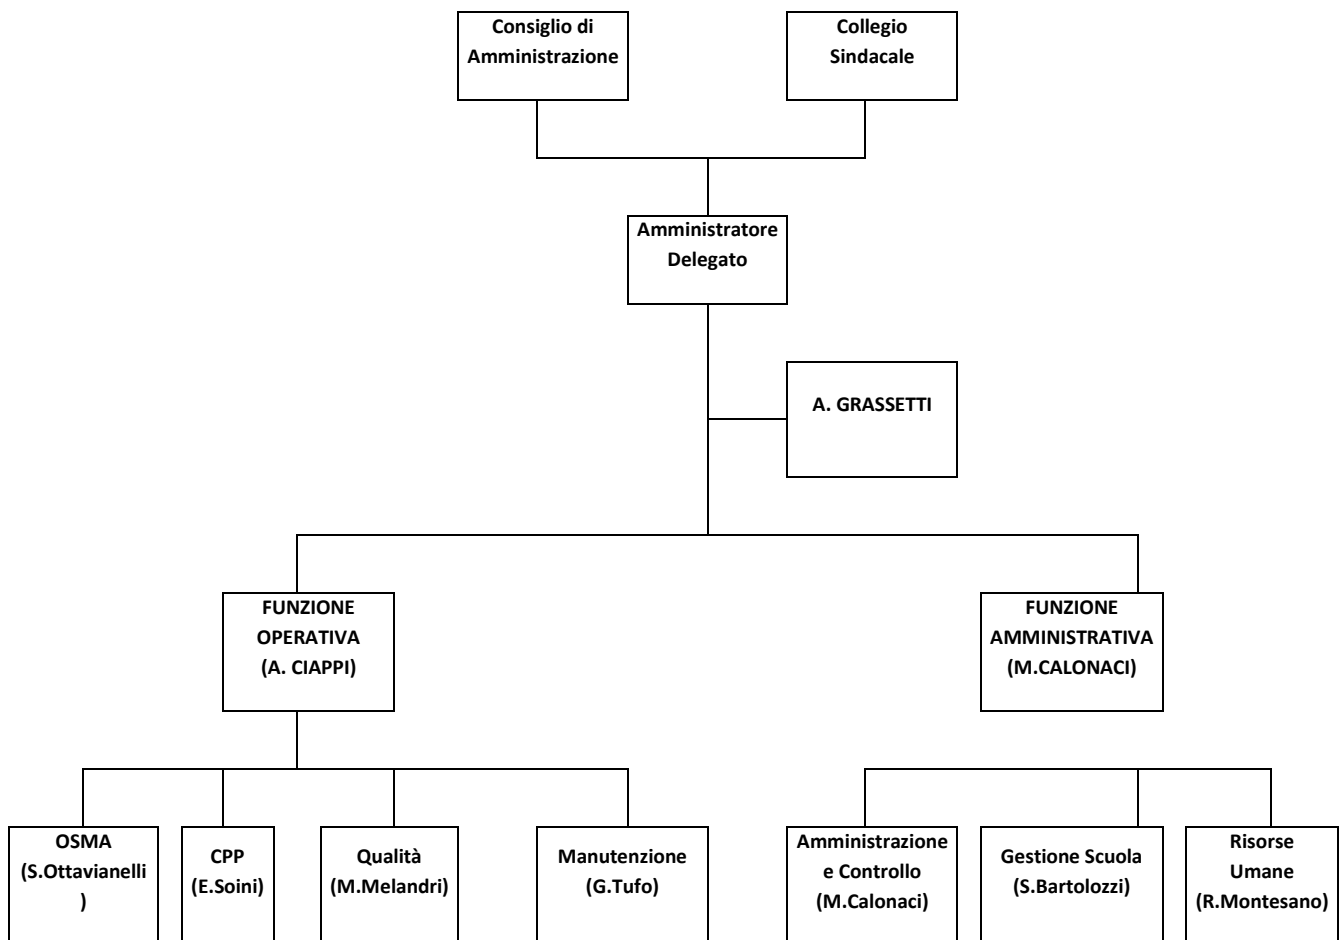 Consiglio di
Amministrazione
Collegio
Sindacale
Amministratore
Delegato
A. GRASSETTI
FUNZIONE
OPERATIVA
(A. CIAPPI)
FUNZIONE
AMMINISTRATIVA
(M.CALONACI)
OSMA
(S.Ottavianelli
)
CPP
(E.Soini)
Qualità
(M.Melandri)
Manutenzione
(G.Tufo)
Amministrazione
e Controllo
(M.Calonaci)
Gestione Scuola
(S.Bartolozzi)
Risorse
Umane
(R.Montesano)